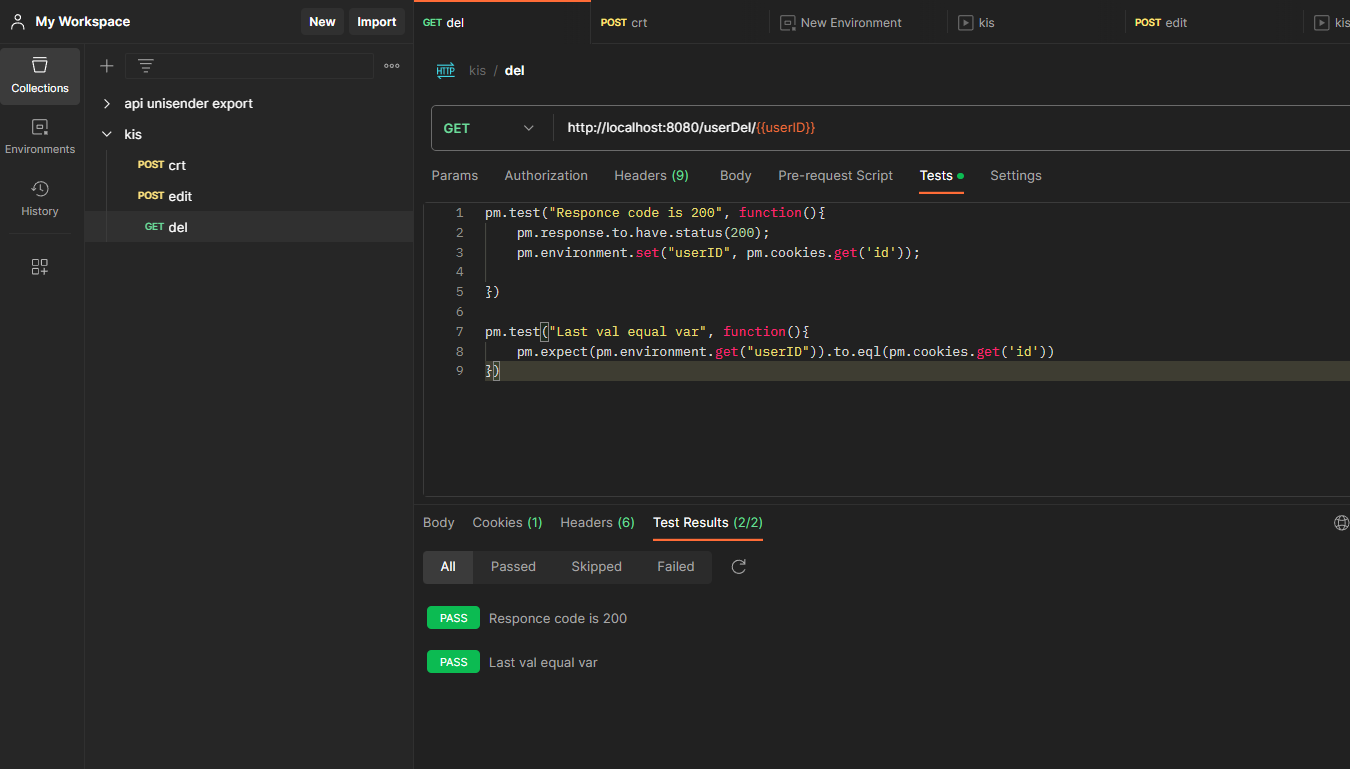 My Workspace
New
Import
GET del
POST crt
New Environment
kis
POST edit
kis
Collections
Environments
History
api unisender export
kis
POST crt
POST edit
GET del
HTTP kis / del
GET http://localhost:8080/userDel/{{userID}}
Params Authorization Headers (9) Body Pre-request Script Tests Settings
1 pm.test("Responce code is 200", function(){
2 pm.response.to.have.status(200);
3 pm.environment.set("userID", pm.cookies.get('id'));
4
5 })
6
7 pm.test("Last val equal var", function(){
8 pm.expect(pm.environment.get("userID")).to.eql(pm.cookies.get('id'))
9 })
Body Cookies (1) Headers (6) Test Results (2/2)
All Passed Skipped Failed
PASS Responce code is 200
PASS Last val equal var